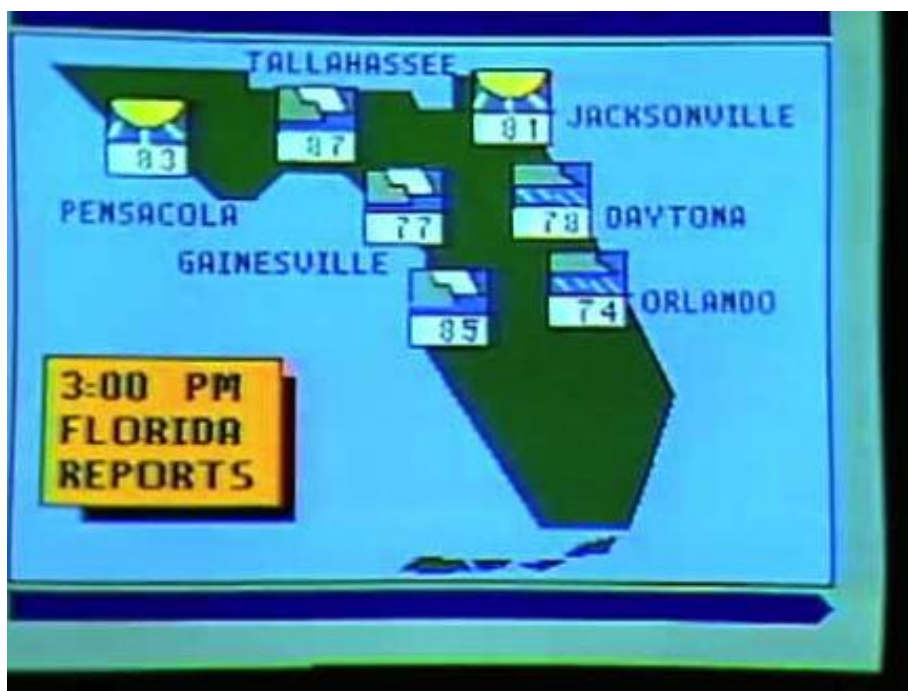 TALLAHASSEE
81
JACKSONVILLE
83
87
PENSACOLA
77
78
DAYTONA
GAINESVILLE
85
74
ORLANDO
3:00 PM
FLORIDA
REPORTS